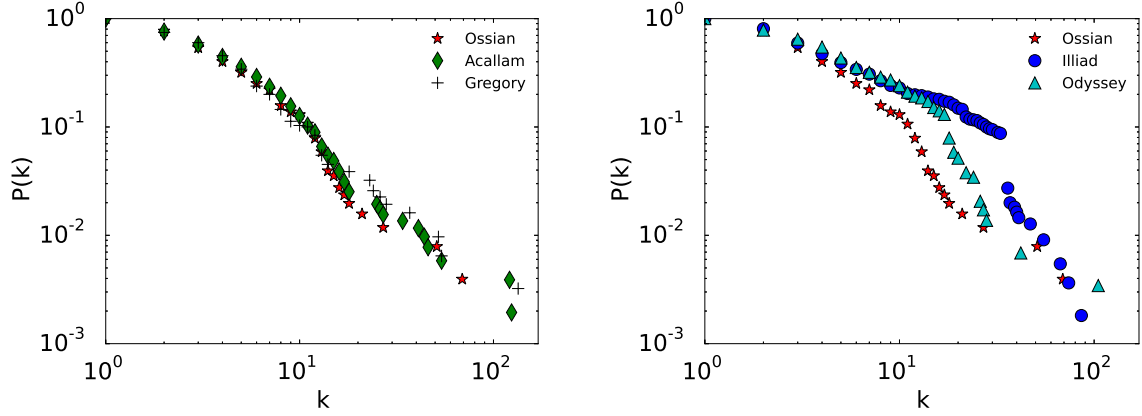 10^0
10^-1
10^-2
10^-3
P(k)
10^0 10^1 10^2
k
Ossian
Acallam
Gregory
10^0
10^-1
10^-2
10^-3
P(k)
10^0 10^1 10^2
k
Ossian
Illiad
Odyssey